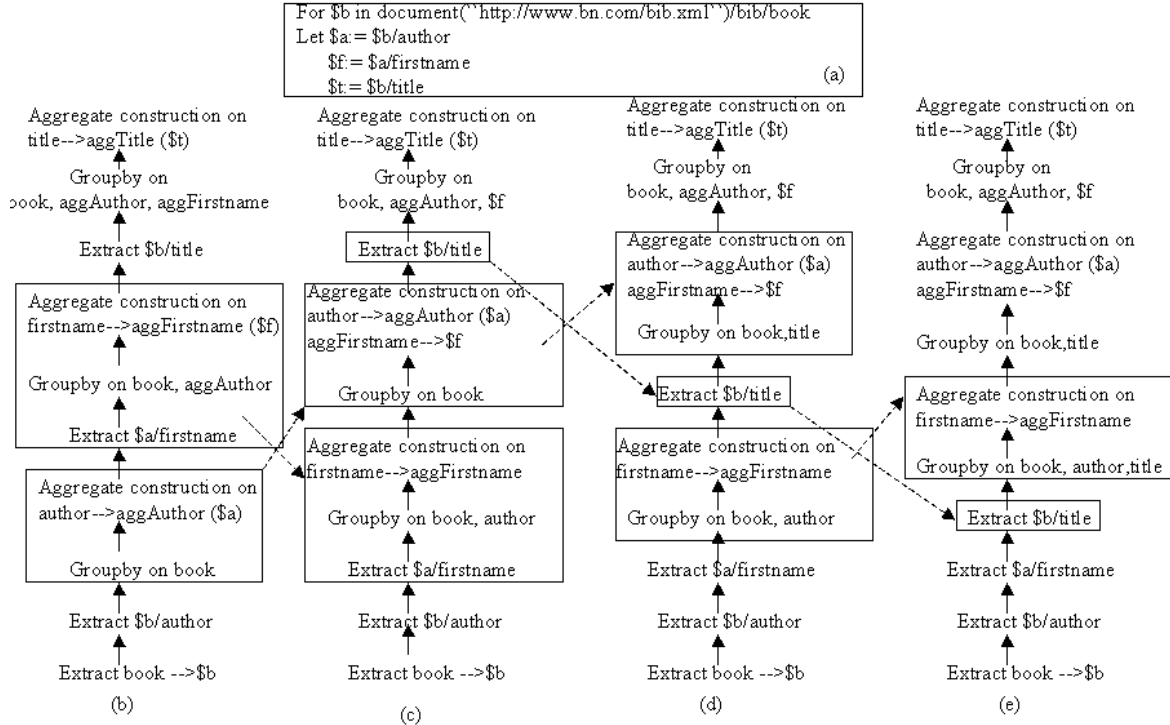 For $b in document(``http://www.bn.com/bib.xml``)/bib/book
Let $a:= $b/author
$f:= $a/firstname
$t:= $b/title
(a)
Aggregate construction on
title-->aggTitle ($t)
Groupby on
book, aggAuthor, aggFirstname
Extract $b/title
Aggregate construction on
firstname-->aggFirstname ($f)
Groupby on book, aggAuthor
Extract $a/firstname
Aggregate construction on
author-->aggAuthor ($a)
Groupby on book
Extract $b/author
Extract book -->$b
(b)
Aggregate construction on
title-->aggTitle ($t)
Groupby on
book, aggAuthor, $f
Extract $b/title
Aggregate construction on
author-->aggAuthor ($a)
aggFirstname-->$f
Groupby on book
Aggregate construction on
firstname-->aggFirstname
Groupby on book, author
Extract $a/firstname
Extract $b/author
Extract book -->$b
(c)
Aggregate construction on
title-->aggTitle ($t)
Groupby on
book, aggAuthor, $f
Aggregate construction on
author-->aggAuthor ($a)
aggFirstname-->$f
Groupby on book,title
Extract $b/title
Aggregate construction on
firstname-->aggFirstname
Groupby on book, author
Extract $a/firstname
Extract $b/author
Extract book -->$b
(d)
Aggregate construction on
title-->aggTitle ($t)
Groupby on
book, aggAuthor, $f
Aggregate construction on
author-->aggAuthor ($a)
aggFirstname-->$f
Groupby on book,title
Aggregate construction on
firstname-->aggFirstname
Groupby on book, author,title
Extract $b/title
Extract $a/firstname
Extract $b/author
Extract book -->$b
(e)